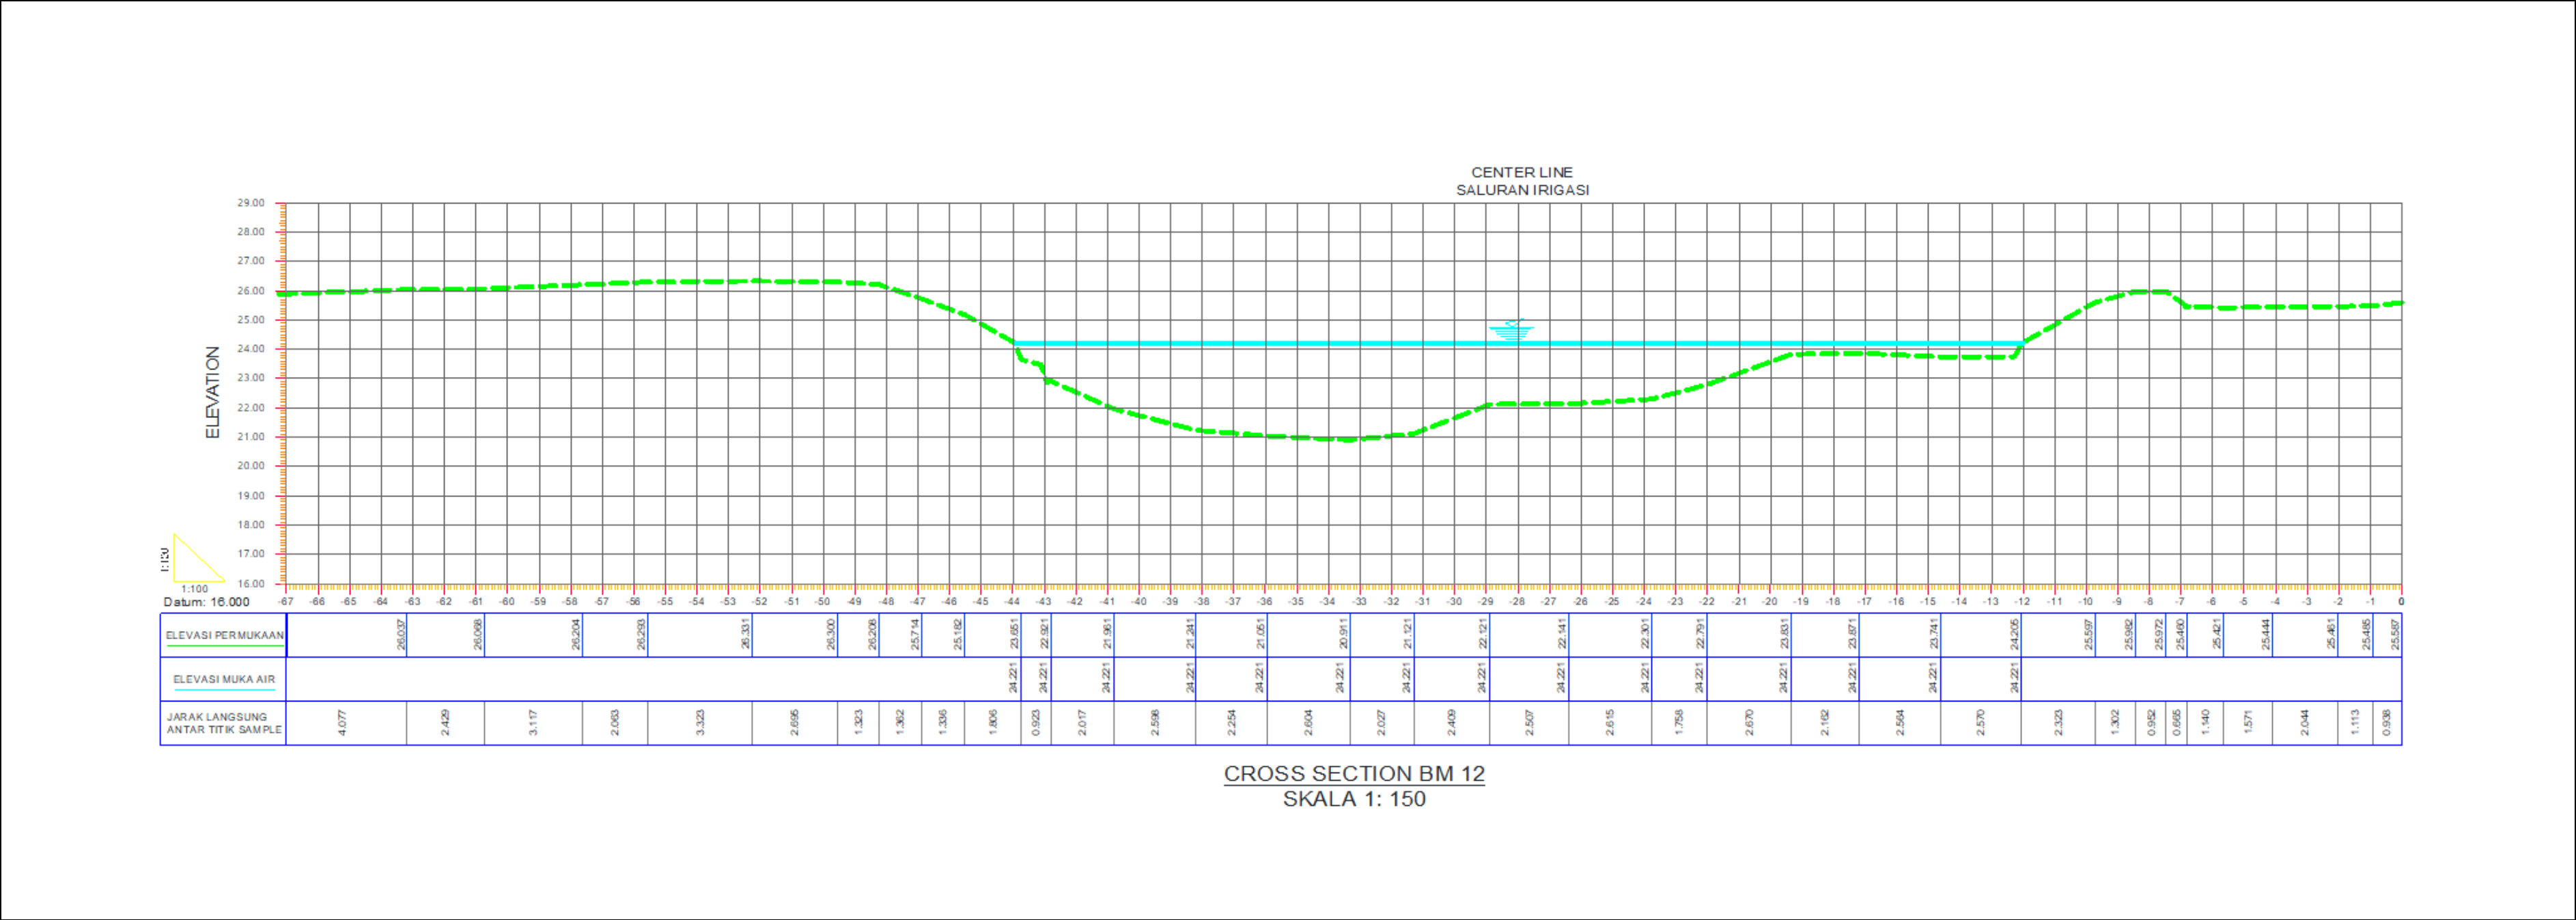 CENTER LINE
SALURAN IRIGASI
29.00
28.00
27.00
26.00
25.00
24.00
23.00
22.00
21.00
20.00
19.00
18.00
17.00
16.00
ELEVATION
1:100
Datum: 16.000
-67 -66 -65 -64 -63 -62 -61 -60 -59 -58 -57 -56 -55 -54 -53 -52 -51 -50 -49 -48 -47 -46 -45 -44 -43 -42 -41 -40 -39 -38 -37 -36 -35 -34 -33 -32 -31 -30 -29 -28 -27 -26 -25 -24 -23 -22 -21 -20 -19 -18 -17 -16 -15 -14 -13 -12 -11 -10 -9 -8 -7 -6 -5 -4 -3 -2 -1 0
ELEVASI PERMUKAAN 26.037 26.068 26.204 26.293 26.331 26.300 26.208 25.714 25.182 23.651 22.921 21.961 21.241 21.051 20.911 21.121 22.121 22.141 22.301 22.791 23.831 23.871 23.741 24.205 25.597 25.982 25.972 25.460 25.421 25.444 25.461 25.485 25.587
ELEVASI MUKA AIR 24.221 24.221 24.221 24.221 24.221 24.221 24.221 24.221 24.221 24.221 24.221 24.221 24.221 24.221 24.221
JARAK LANGSUNG
ANTAR TITIK SAMPLE
4.077 2.429 3.117 2.063 3.323 2.695 1.323 1.362 1.336 1.806 0.923 2.017 2.598 2.254 2.604 2.027 2.409 2.507 2.615 1.758 2.670 2.162 2.564 2.570 2.323 1.302 0.952 0.665 1.140 1.571 2.044 1.113 0.938
CROSS SECTION BM 12
SKALA 1: 150